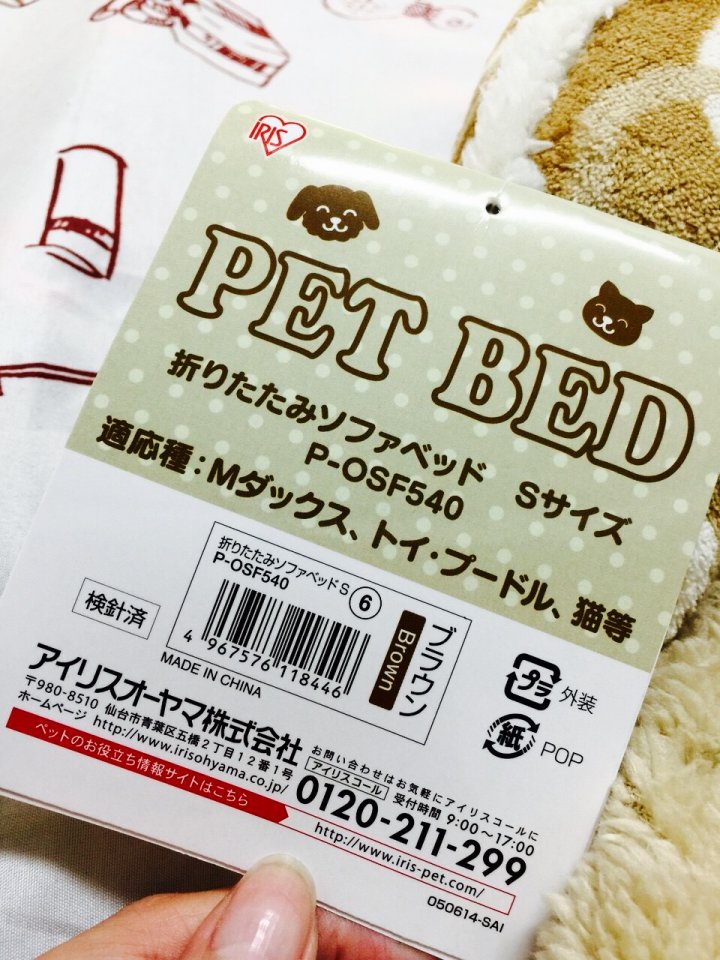 IRIS
PET BED
折りたたみソファベッド Sサイズ
P-OSF540
適応種：Mダックス、トイ・プードル、猫等
検針済
折りたたみソファベッドS
P-OSF540
6
4 967576 118446
ブラウン
Brown
MADE IN CHINA
プラ 外装
紙 POP
アイリスオーヤマ株式会社
〒980-8510 仙台市青葉区五橋2丁目12番1号
ホームページ http://www.irisohyama.co.jp/
お問い合わせはお気軽にアイリスコールに
アイリスコール 受付時間 9:00〜17:00
0120-211-299
ペットのお役立ち情報サイトはこちら
http://www.iris-pet.com/
050614-SAI